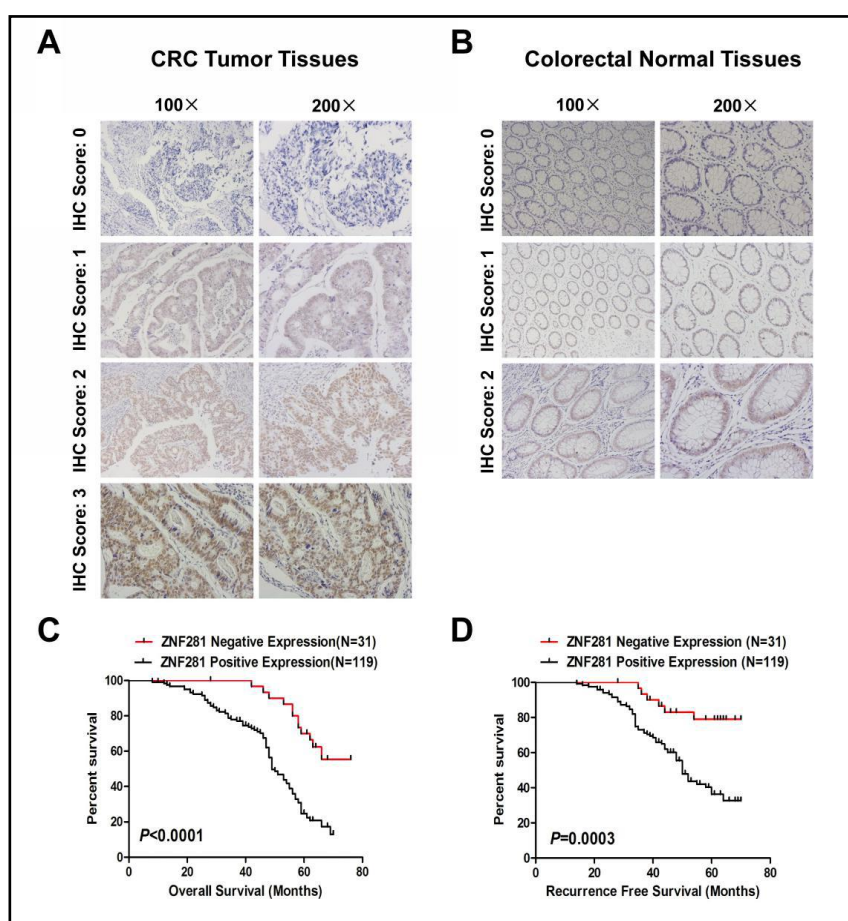 A
CRC Tumor Tissues
100×
200×
IHC Score: 0
IHC Score: 1
IHC Score: 2
IHC Score: 3
B
Colorectal Normal Tissues
100×
200×
IHC Score: 0
IHC Score: 1
IHC Score: 2
C
ZNF281 Negative Expression(N=31)
ZNF281 Positive Expression(N=119)
Percent survival
100
80
60
40
20
100
P<0.0001
0
20
40
60
80
Overall Survival (Months)
D
ZNF281 Negative Expression (N=31)
ZNF281 Positive Expression (N=119)
Percent survival
100
80
60
40
20
100
P=0.0003
0
20
40
60
80
Recurrence Free Survival (Months)